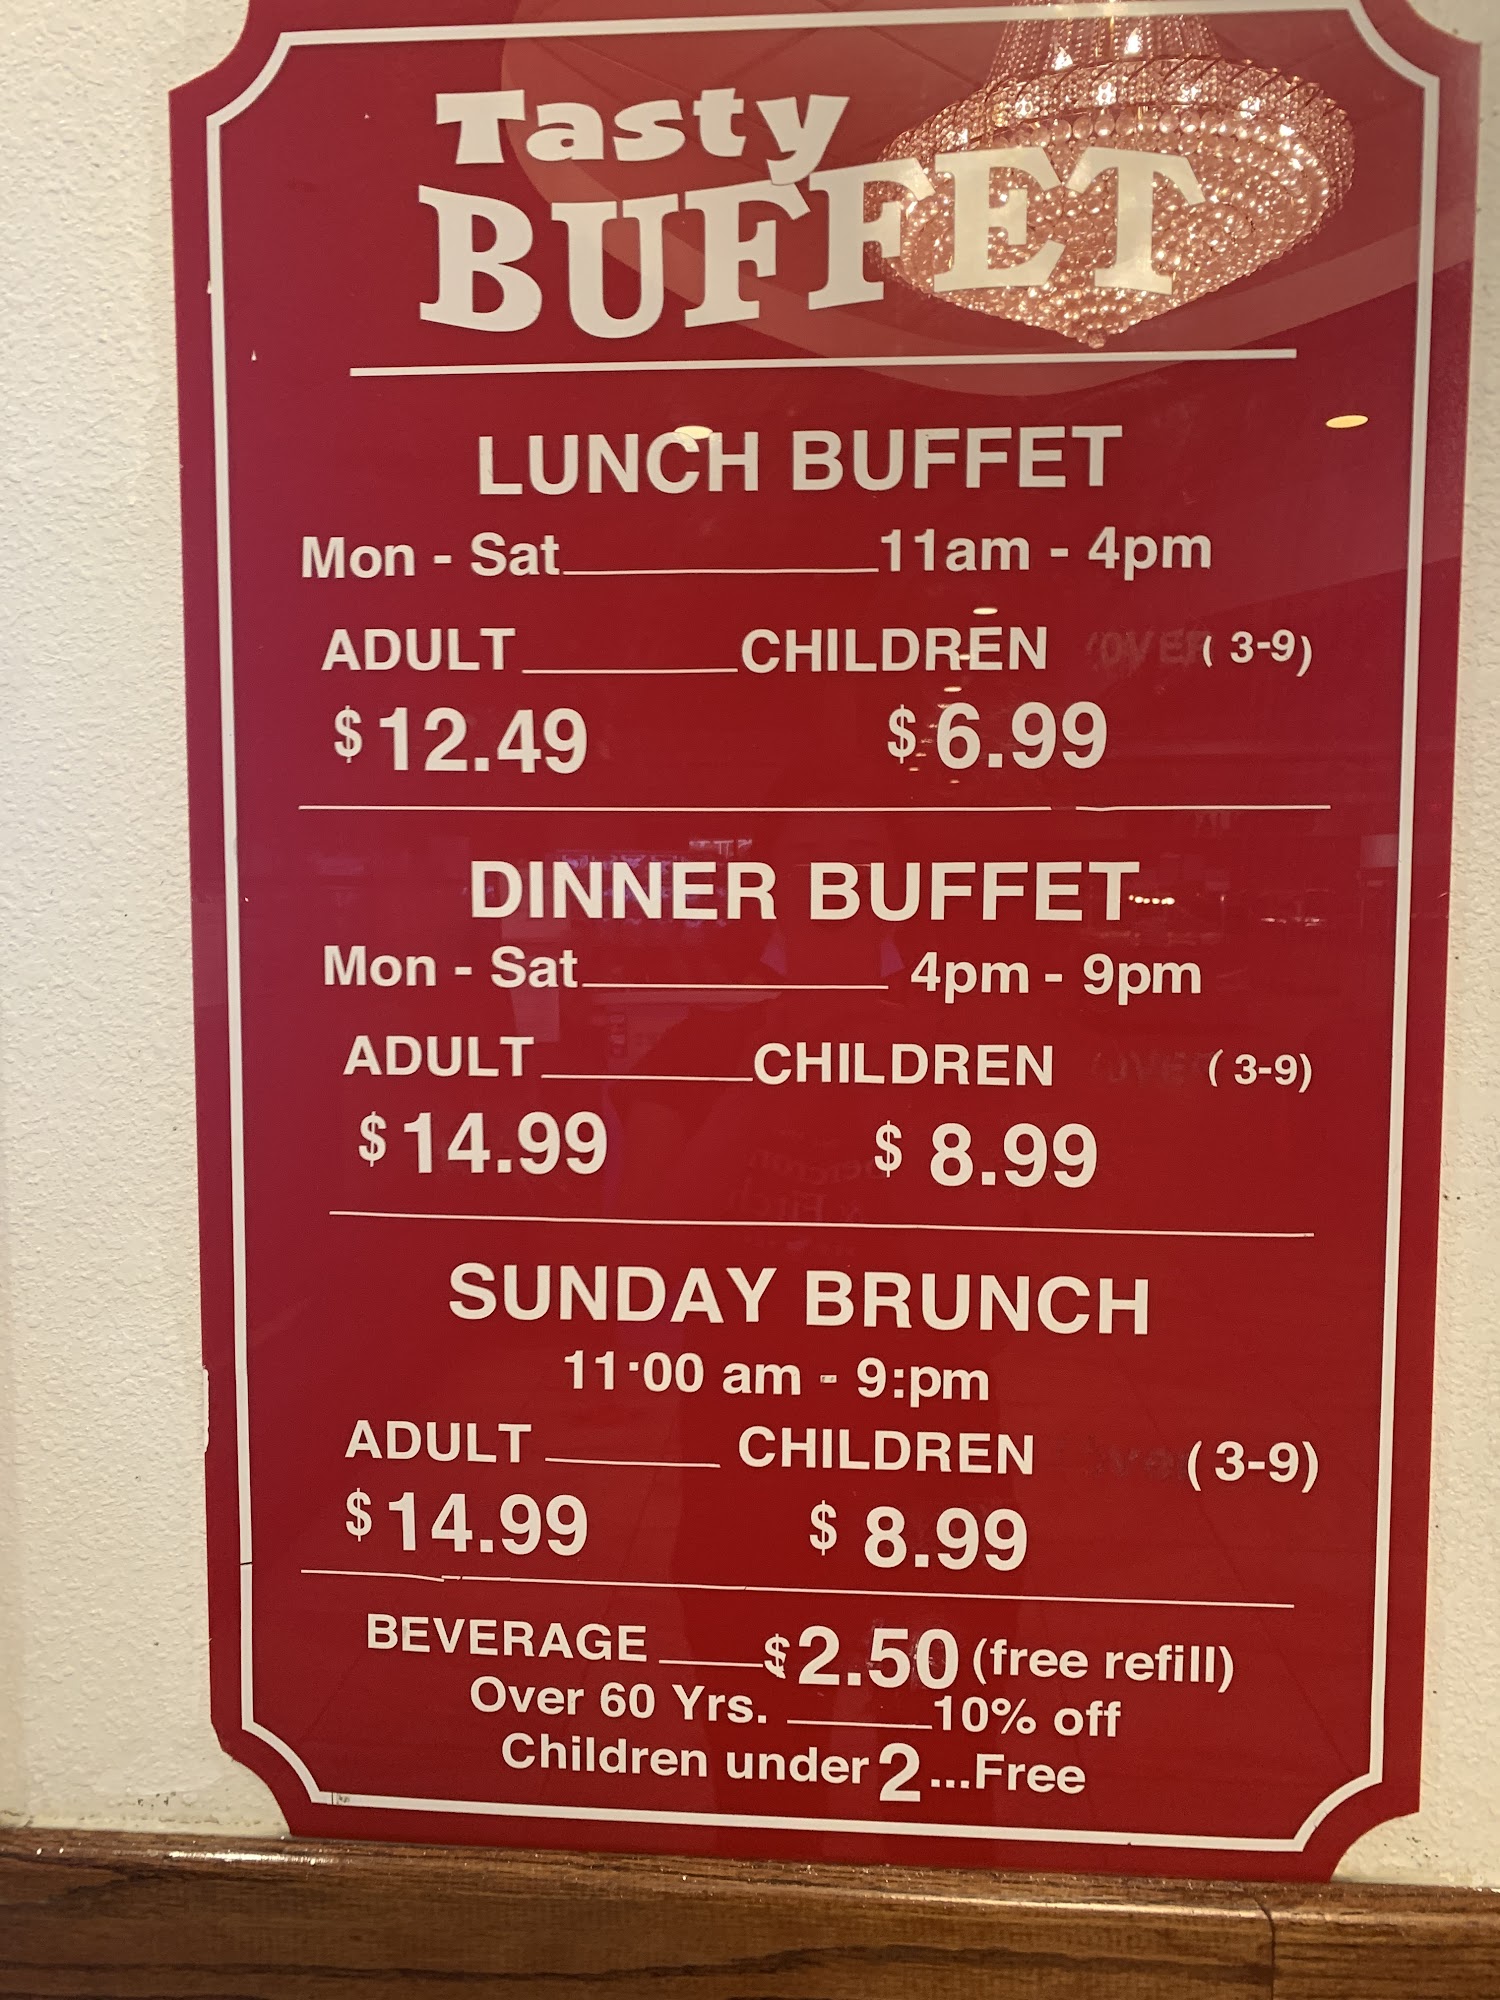 Tasty
BUFFET
LUNCH BUFFET
Mon - Sat 11am - 4pm
ADULT CHILDREN ( 3-9)
$ 12.49 $ 6.99
DINNER BUFFET
Mon - Sat 4pm - 9pm
ADULT CHILDREN ( 3-9)
$ 14.99 $ 8.99
SUNDAY BRUNCH
11:00 am - 9:pm
ADULT CHILDREN ( 3-9)
$ 14.99 $ 8.99
BEVERAGE $2.50 (free refill)
Over 60 Yrs. 10% off
Children under 2 ...Free